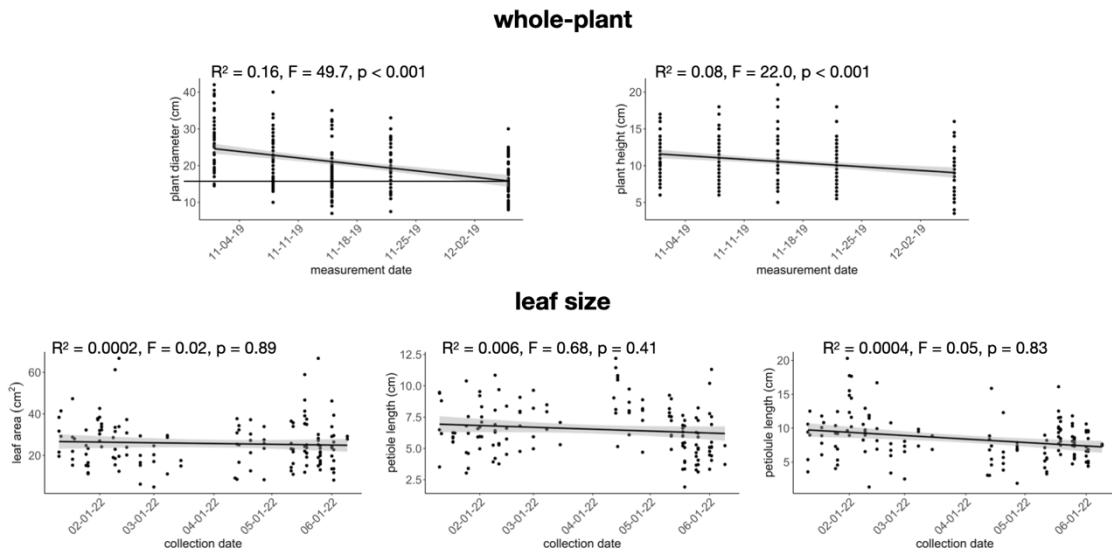 whole-plant
R² = 0.16, F = 49.7, p < 0.001
plant diameter (cm)
40
30
20
10
11-04-19
11-11-19
11-18-19
11-25-19
12-02-19
measurement date
R² = 0.08, F = 22.0, p < 0.001
plant height (cm)
20
15
10
5
11-04-19
11-11-19
11-18-19
11-25-19
12-02-19
measurement date
leaf size
R² = 0.0002, F = 0.02, p = 0.89
leaf area (cm²)
60
40
20
02-01-22
03-01-22
04-01-22
05-01-22
06-01-22
collection date
R² = 0.006, F = 0.68, p = 0.41
petiole length (cm)
12.5
10.0
7.5
5.0
2.5
02-01-22
03-01-22
04-01-22
05-01-22
06-01-22
collection date
R² = 0.0004, F = 0.05, p = 0.83
petiolule length (cm)
20
15
10
5
02-01-22
03-01-22
04-01-22
05-01-22
06-01-22
collection date